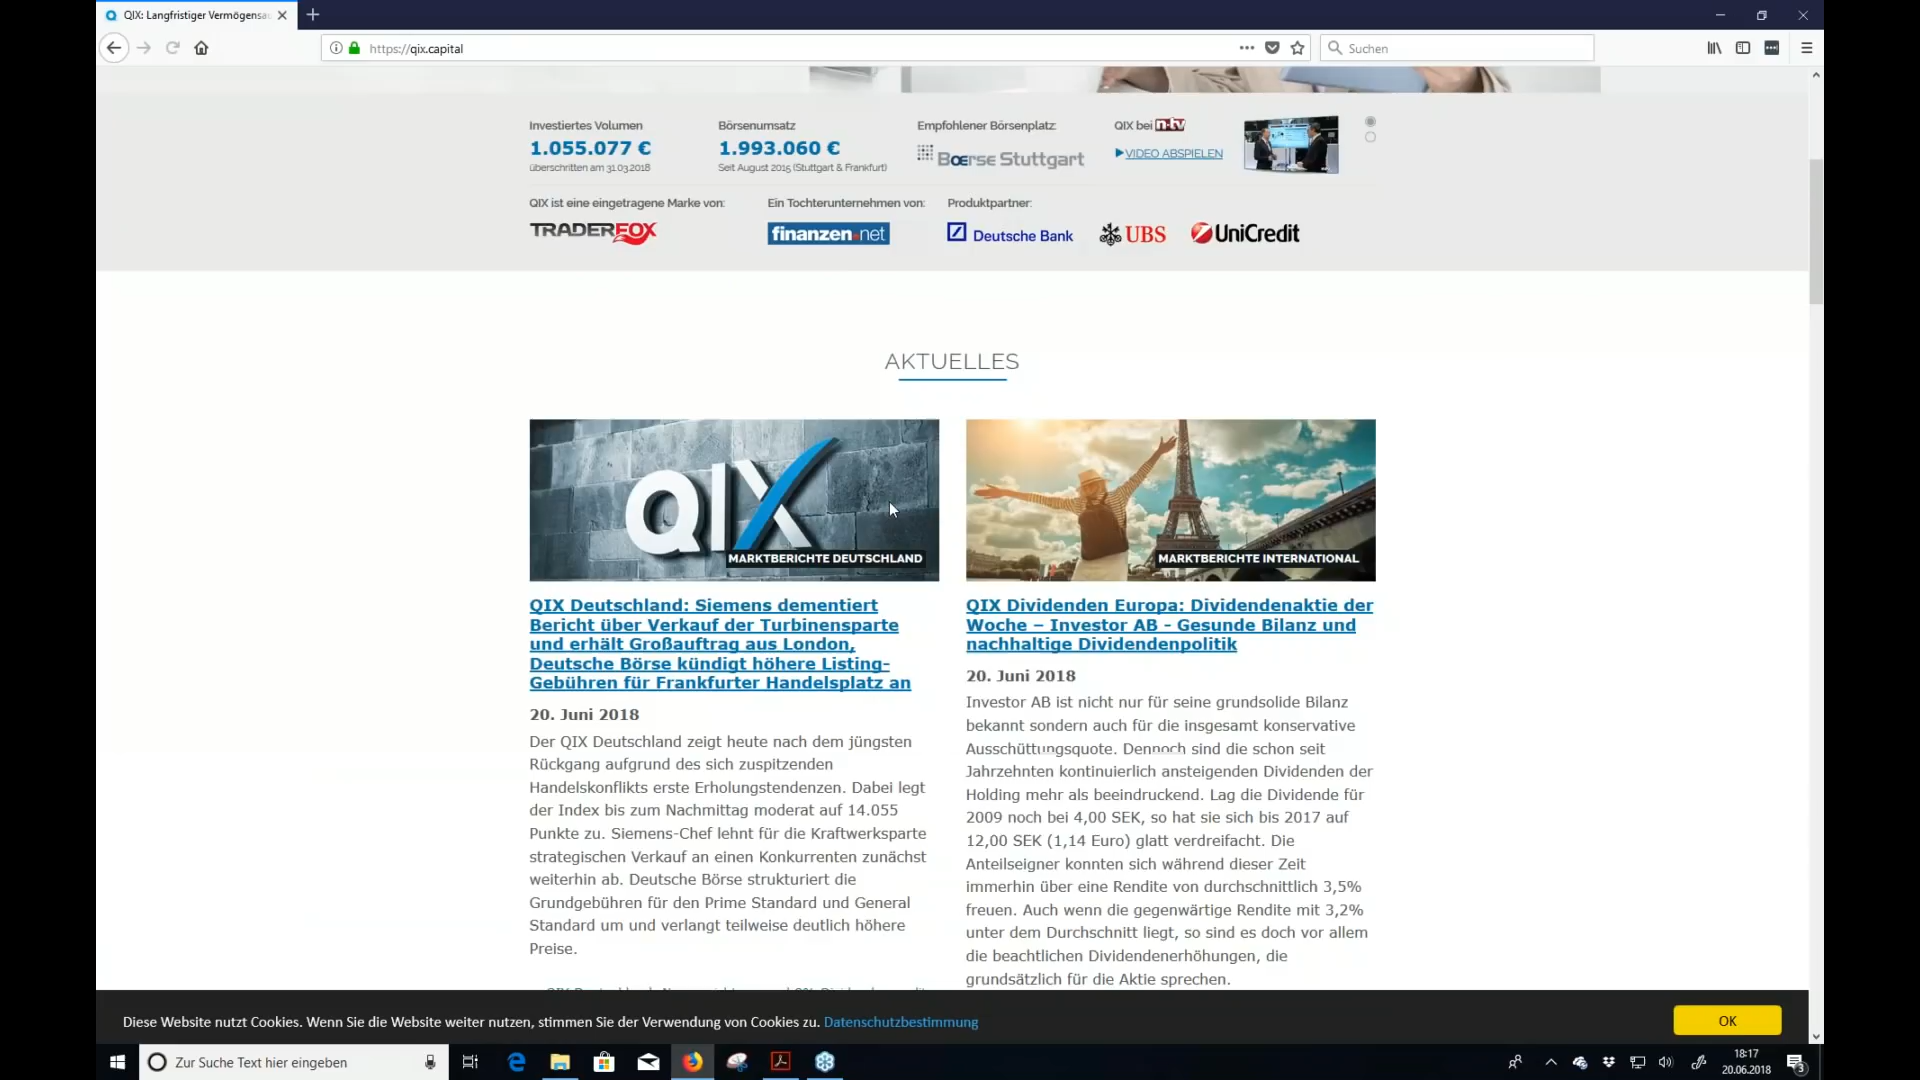 QIX: Langfristiger Vermögensau
https://qix.capital
Suchen
Investiertes Volumen
1.055.077 €
überschritten am 31.03.2018
Börsenumsatz
1.993.060 €
Seit August 2015 (Stuttgart & Frankfurt)
Empfohlener Börsenplatz:
Bœrse Stuttgart
QIX bei n-tv
VIDEO ABSPIELEN
QIX ist eine eingetragene Marke von:
TRADERFOX
Ein Tochterunternehmen von:
finanzen.net
Produktpartner:
Deutsche Bank
UBS
UniCredit
AKTUELLES
QIX
MARKTBERICHTE DEUTSCHLAND
QIX Deutschland: Siemens dementiert
Bericht über Verkauf der Turbinensparte
und erhält Großauftrag aus London,
Deutsche Börse kündigt höhere Listing-
Gebühren für Frankfurter Handelsplatz an
20. Juni 2018
Der QIX Deutschland zeigt heute nach dem jüngsten
Rückgang aufgrund des sich zuspitzenden
Handelskonflikts erste Erholungstendenzen. Dabei legt
der Index bis zum Nachmittag moderat auf 14.055
Punkte zu. Siemens-Chef lehnt für die Kraftwerksparte
strategischen Verkauf an einen Konkurrenten zunächst
weiterhin ab. Deutsche Börse strukturiert die
Grundgebühren für den Prime Standard und General
Standard um und verlangt teilweise deutlich höhere
Preise.
MARKTBERICHTE INTERNATIONAL
QIX Dividenden Europa: Dividendenaktie der
Woche – Investor AB - Gesunde Bilanz und
nachhaltige Dividendenpolitik
20. Juni 2018
Investor AB ist nicht nur für seine grundsolide Bilanz
bekannt sondern auch für die insgesamt konservative
Ausschüttungsquote. Dennoch sind die schon seit
Jahrzehnten kontinuierlich ansteigenden Dividenden der
Holding mehr als beeindruckend. Lag die Dividende für
2009 noch bei 4,00 SEK, so hat sie sich bis 2017 auf
12,00 SEK (1,14 Euro) glatt verdreifacht. Die
Anteilseigner konnten sich während dieser Zeit
immerhin über eine Rendite von durchschnittlich 3,5%
freuen. Auch wenn die gegenwärtige Rendite mit 3,2%
unter dem Durchschnitt liegt, so sind es doch vor allem
die beachtlichen Dividendenerhöhungen, die
grundsätzlich für die Aktie sprechen.
Diese Website nutzt Cookies. Wenn Sie die Website weiter nutzen, stimmen Sie der Verwendung von Cookies zu. Datenschutzbestimmung
OK
Zur Suche Text hier eingeben
18:17
20.06.2018
3